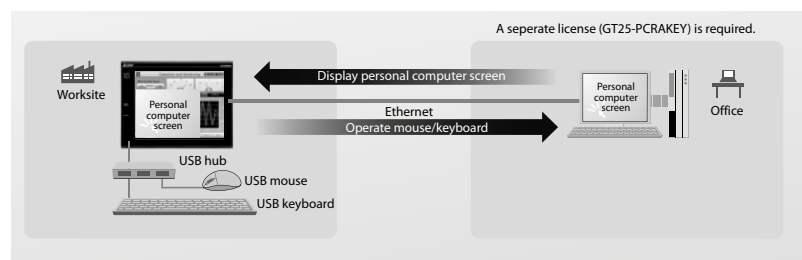 A seperate license (GT25-PCRAKEY) is required.
Worksite
Personal
computer
screen
Display personal computer screen
Ethernet
Operate mouse/keyboard
Personal
computer
screen
Office
USB hub
USB mouse
USB keyboard